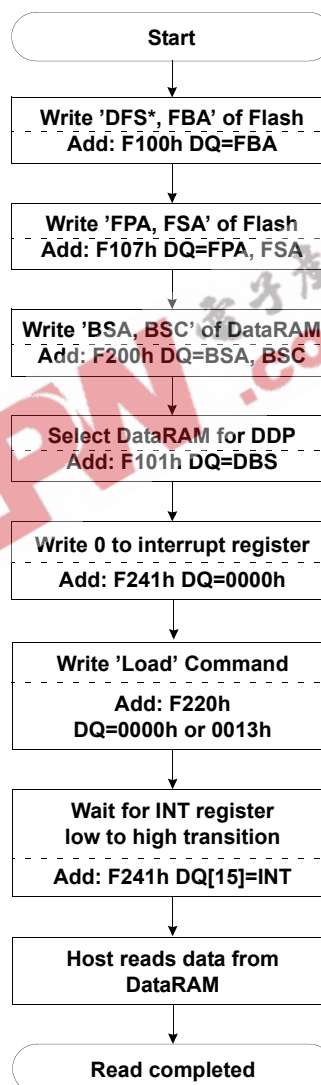 Start
Write 'DFS*, FBA' of Flash
Add: F100h DQ=FBA
Write 'FPA, FSA' of Flash
Add: F107h DQ=FPA, FSA
Write 'BSA, BSC' of DataRAM
Add: F200h DQ=BSA, BSC
Select DataRAM for DDP
Add: F101h DQ=DBS
Write 0 to interrupt register
Add: F241h DQ=0000h
Write 'Load' Command
Add: F220h
DQ=0000h or 0013h
Wait for INT register
low to high transition
Add: F241h DQ[15]=INT
Host reads data from
DataRAM
Read completed